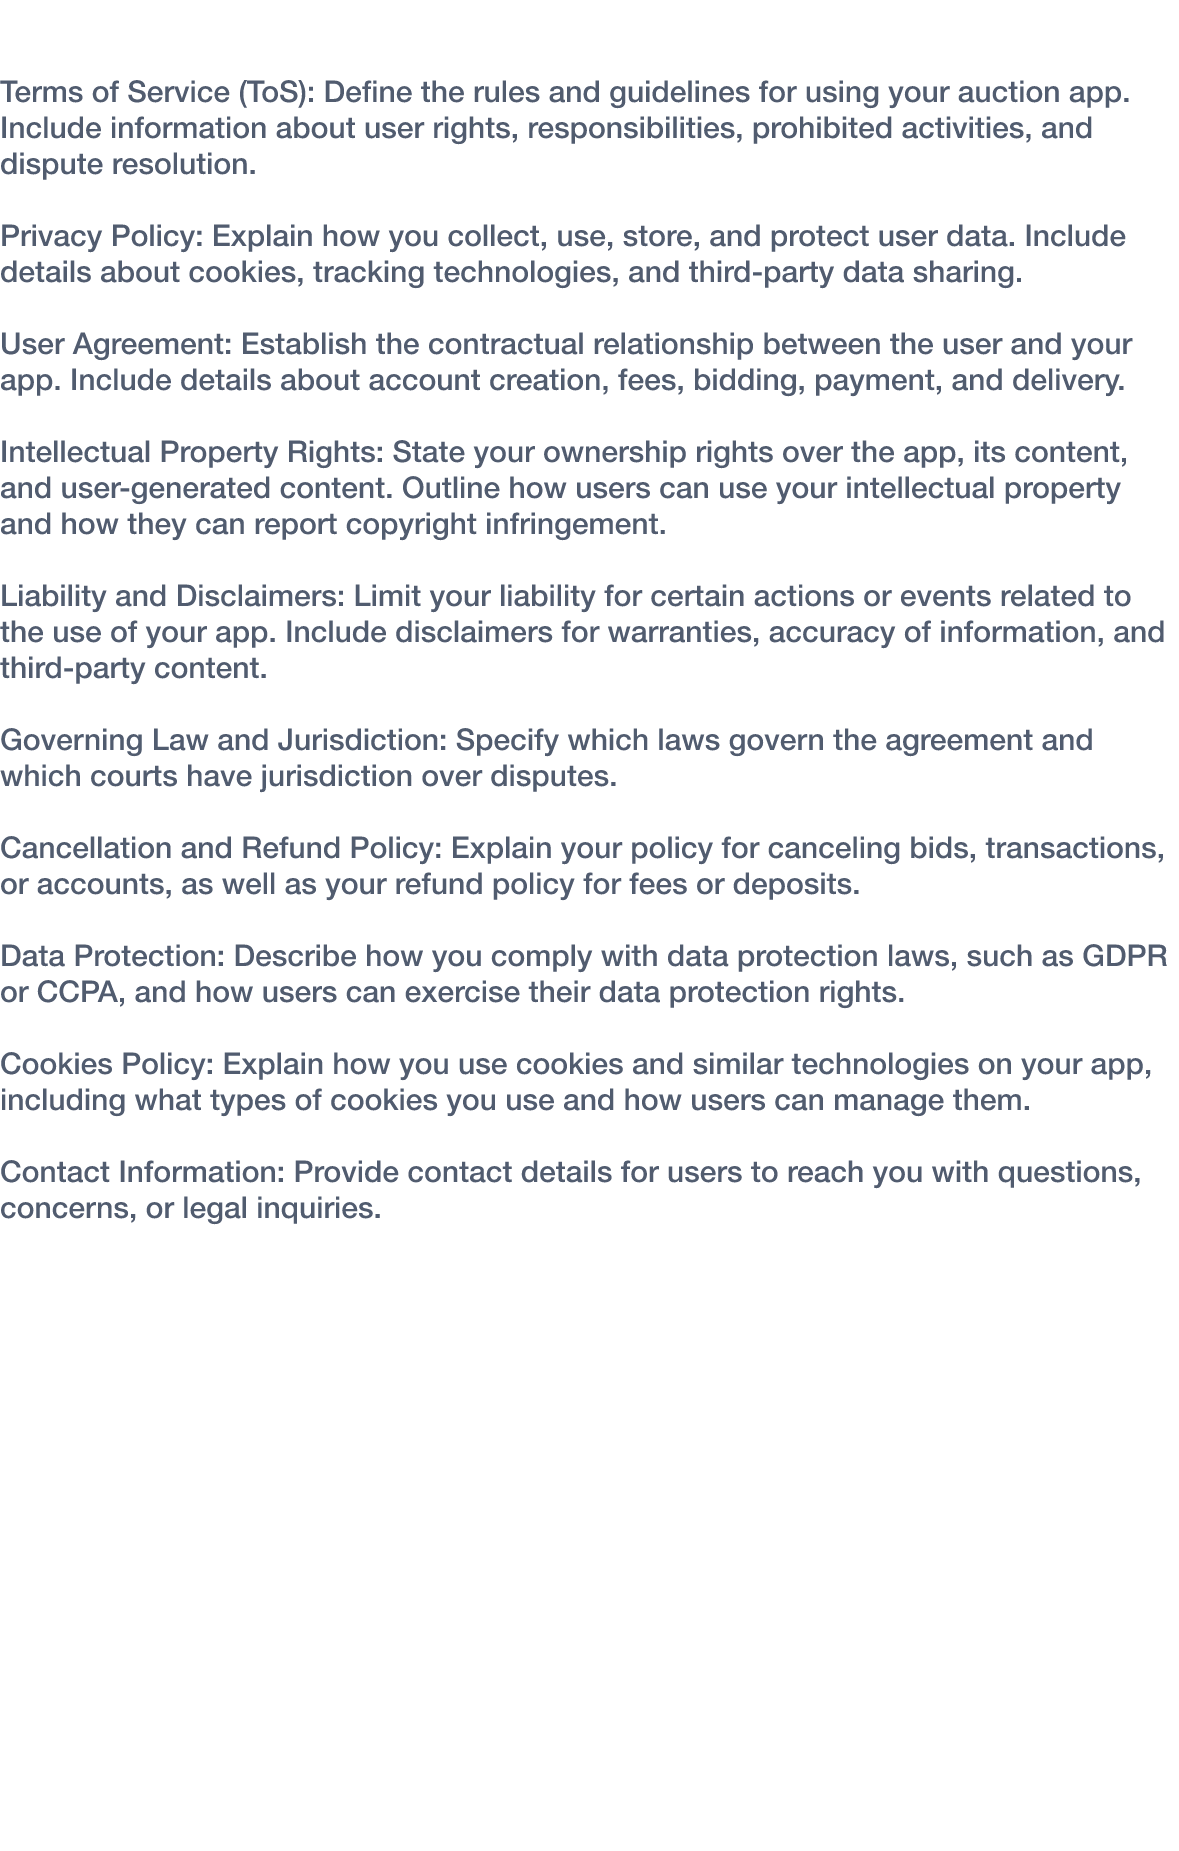 Terms of Service (ToS): Define the rules and guidelines for using your auction app.
Include information about user rights, responsibilities, prohibited activities, and
dispute resolution.
Privacy Policy: Explain how you collect, use, store, and protect user data. Include
details about cookies, tracking technologies, and third-party data sharing.
User Agreement: Establish the contractual relationship between the user and your
app. Include details about account creation, fees, bidding, payment, and delivery.
Intellectual Property Rights: State your ownership rights over the app, its content,
and user-generated content. Outline how users can use your intellectual property
and how they can report copyright infringement.
Liability and Disclaimers: Limit your liability for certain actions or events related to
the use of your app. Include disclaimers for warranties, accuracy of information, and
third-party content.
Governing Law and Jurisdiction: Specify which laws govern the agreement and
which courts have jurisdiction over disputes.
Cancellation and Refund Policy: Explain your policy for canceling bids, transactions,
or accounts, as well as your refund policy for fees or deposits.
Data Protection: Describe how you comply with data protection laws, such as GDPR
or CCPA, and how users can exercise their data protection rights.
Cookies Policy: Explain how you use cookies and similar technologies on your app,
including what types of cookies you use and how users can manage them.
Contact Information: Provide contact details for users to reach you with questions,
concerns, or legal inquiries.